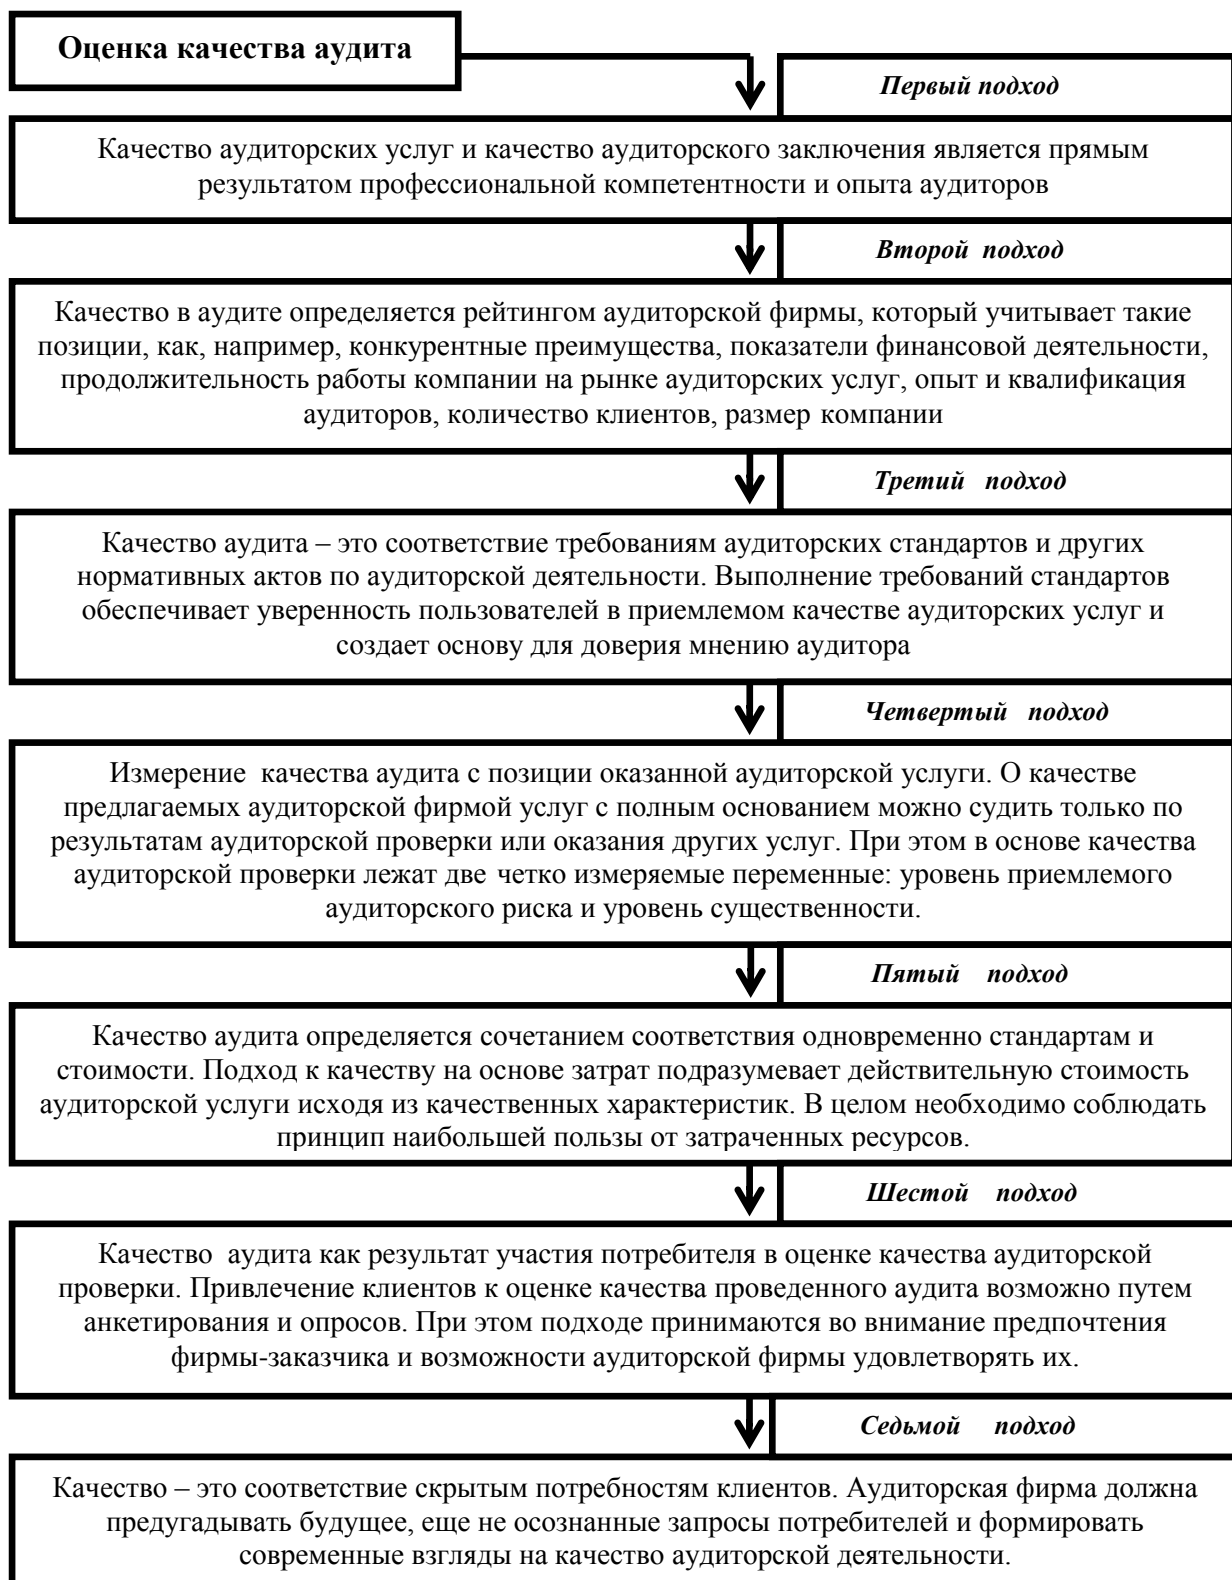 Оценка качества аудита
Первый подход
Качество аудиторских услуг и качество аудиторского заключения является прямым
результатом профессиональной компетентности и опыта аудиторов
Второй подход
Качество в аудите определяется рейтингом аудиторской фирмы, который учитывает такие
позиции, как, например, конкурентные преимущества, показатели финансовой деятельности,
продолжительность работы компании на рынке аудиторских услуг, опыт и квалификация
аудиторов, количество клиентов, размер компании
Третий подход
Качество аудита – это соответствие требованиям аудиторских стандартов и других
нормативных актов по аудиторской деятельности. Выполнение требований стандартов
обеспечивает уверенность пользователей в приемлемом качестве аудиторских услуг и
создает основу для доверия мнению аудитора
Четвертый подход
Измерение качества аудита с позиции оказанной аудиторской услуги. О качестве
предлагаемых аудиторской фирмой услуг с полным основанием можно судить только по
результатам аудиторской проверки или оказания других услуг. При этом в основе качества
аудиторской проверки лежат две четко измеряемые переменные: уровень приемлемого
аудиторского риска и уровень существенности.
Пятый подход
Качество аудита определяется сочетанием соответствия одновременно стандартам и
стоимости. Подход к качеству на основе затрат подразумевает действительную стоимость
аудиторской услуги исходя из качественных характеристик. В целом необходимо соблюдать
принцип наибольшей пользы от затраченных ресурсов.
Шестой подход
Качество аудита как результат участия потребителя в оценке качества аудиторской
проверки. Привлечение клиентов к оценке качества проведенного аудита возможно путем
анкетирования и опросов. При этом подходе принимаются во внимание предпочтения
фирмы-заказчика и возможности аудиторской фирмы удовлетворять их.
Седьмой подход
Качество – это соответствие скрытым потребностям клиентов. Аудиторская фирма должна
предугадывать будущее, еще не осознанные запросы потребителей и формировать
современные взгляды на качество аудиторской деятельности.